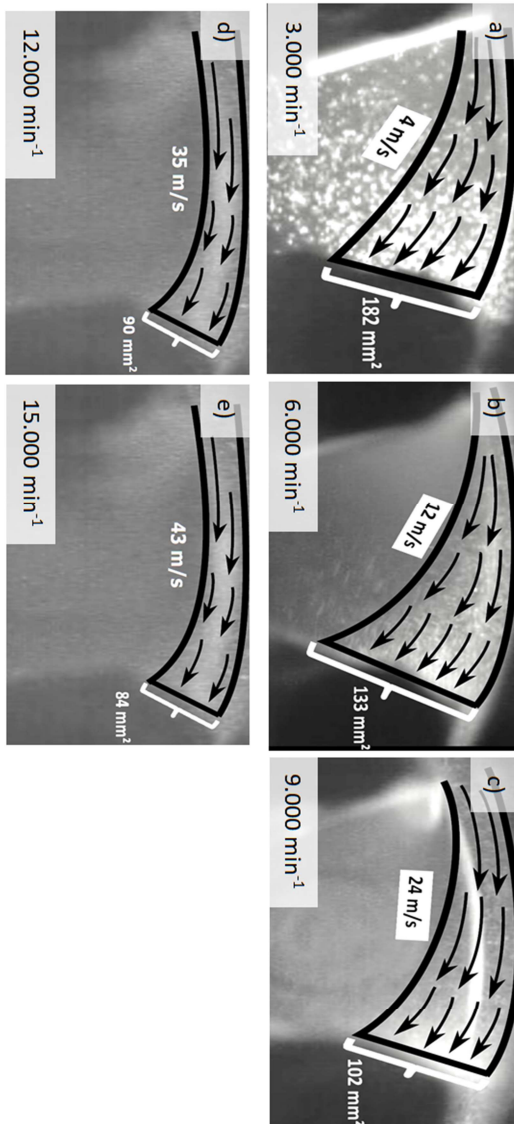 a)
4 m/s
182 mm²
3.000 min⁻¹
b)
12 m/s
133 mm²
6.000 min⁻¹
c)
24 m/s
102 mm²
9.000 min⁻¹
d)
35 m/s
90 mm²
12.000 min⁻¹
e)
43 m/s
84 mm²
15.000 min⁻¹